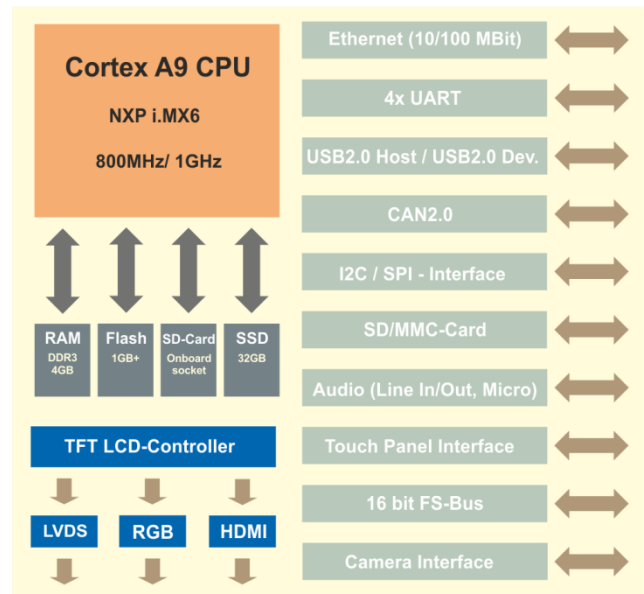 Cortex A9 CPU
NXP i.MX6
800MHz/ 1GHz
RAM
DDR3
4GB
Flash
1GB+
SD-Card
Onboard
socket
SSD
32GB
TFT LCD-Controller
LVDS
RGB
HDMI
Ethernet (10/100 MBit)
4x UART
USB2.0 Host / USB2.0 Dev.
CAN2.0
I2C / SPI - Interface
SD/MMC-Card
Audio (Line In/Out, Micro)
Touch Panel Interface
16 bit FS-Bus
Camera Interface